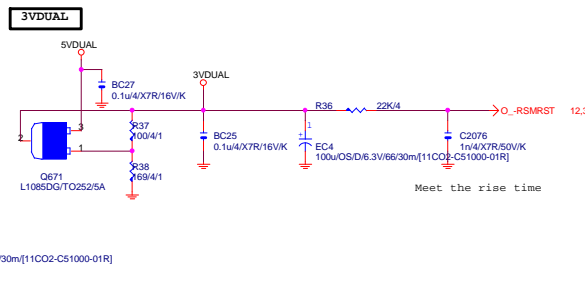 3VDUAL
5VDUAL
3VDUAL
BC27
0.1u/4/X7R/16V/K
R36
22K/4
O_-RSMRST
12,3
2
3
R37
100/4/1
1
BC25
0.1u/4/X7R/16V/K
1
+
EC4
100u/OS/D/6.3V/66/30m/[11CO2-C51000-01R]
C2076
1n/4/X7R/50V/K
1
Q671
L1085DG/TO252/5A
R38
169/4/1
Meet the rise time
/30m/[11CO2-C51000-01R]